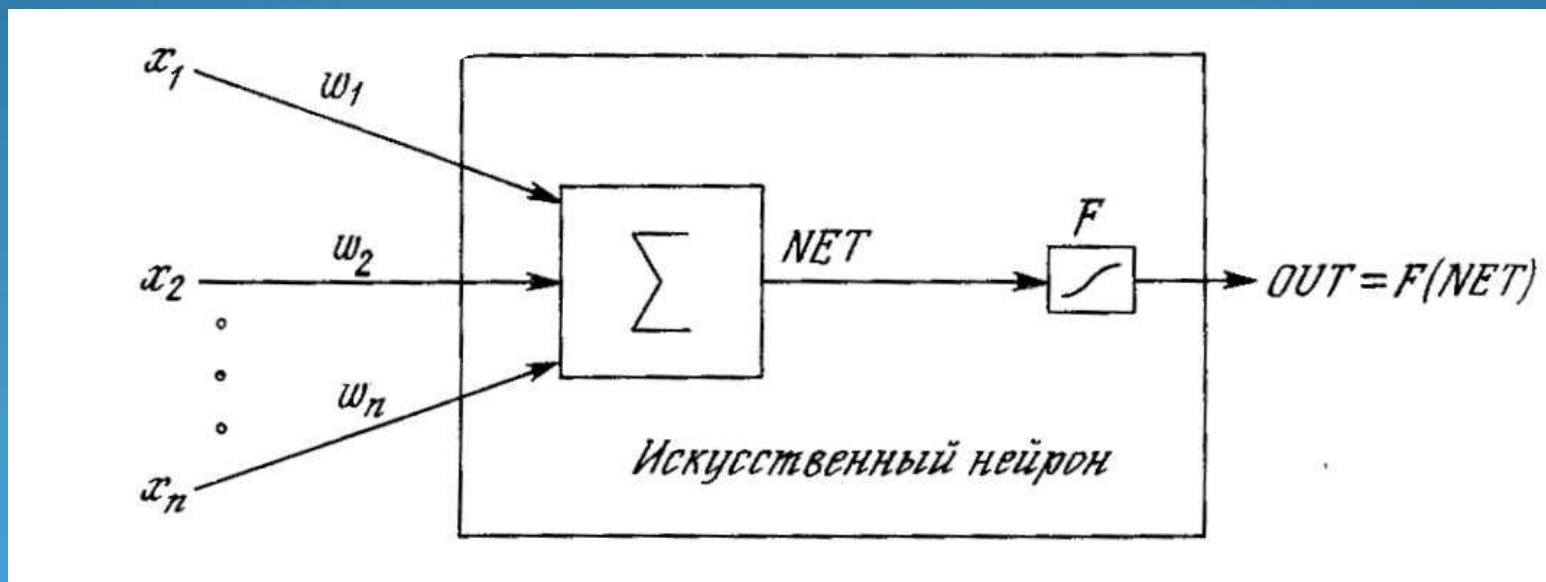 x₁
w₁
x₂
w₂
xₙ
wₙ
Σ
NET
F
OUT = F(NET)
Искусственный нейрон